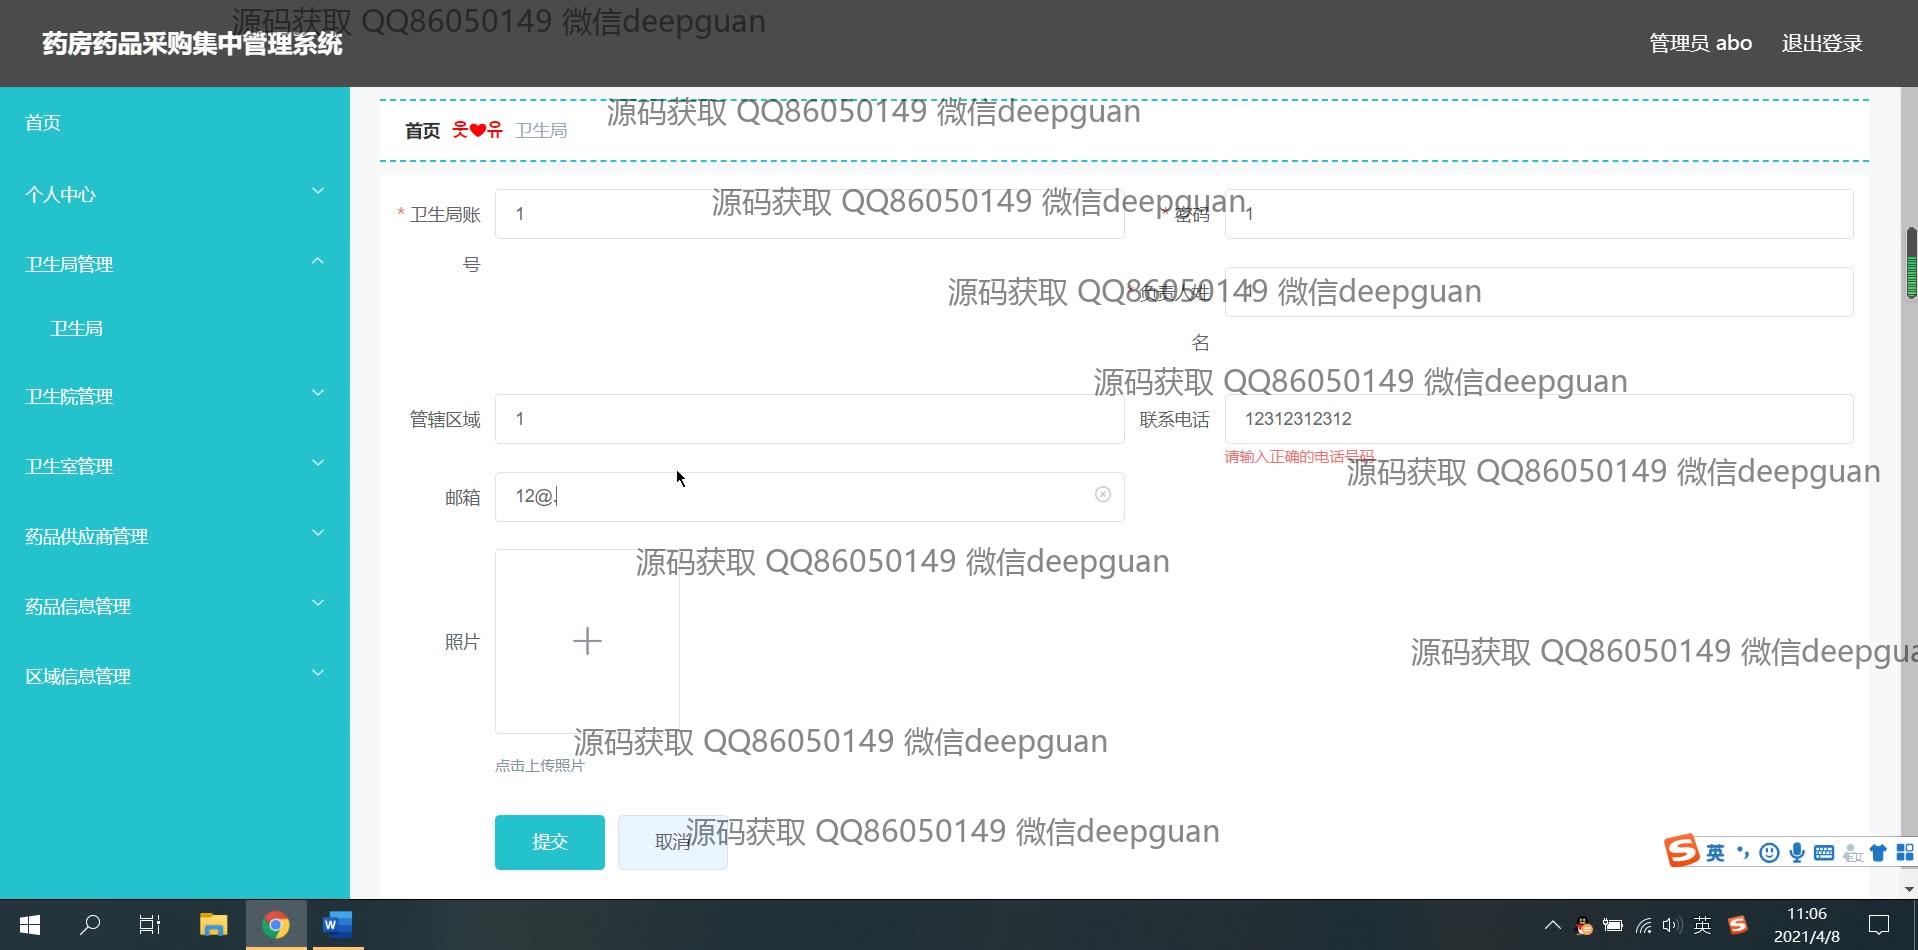 源码获取 QQ86050149 微信deepguan
药房药品采购集中管理系统
管理员 abo
退出登录
首页
个人中心
卫生局管理
卫生局
卫生院管理
卫生室管理
药品供应商管理
药品信息管理
区域信息管理
源码获取 QQ86050149 微信deepguan
首页 웃❤유 卫生局
源码获取 QQ86050149 微信deepguan
* 卫生局账号
1
* 密码
1
源码获取 QQ86050149 微信deepguan
* 负责人姓名
1
源码获取 QQ86050149 微信deepguan
管辖区域
1
联系电话
12312312312
请输入正确的电话号码
源码获取 QQ86050149 微信deepguan
邮箱
12@.
源码获取 QQ86050149 微信deepguan
照片
源码获取 QQ86050149 微信deepgua
源码获取 QQ86050149 微信deepguan
点击上传照片
提交
取消
源码获取 QQ86050149 微信deepguan
S 英
W
英
11:06
2021/4/8